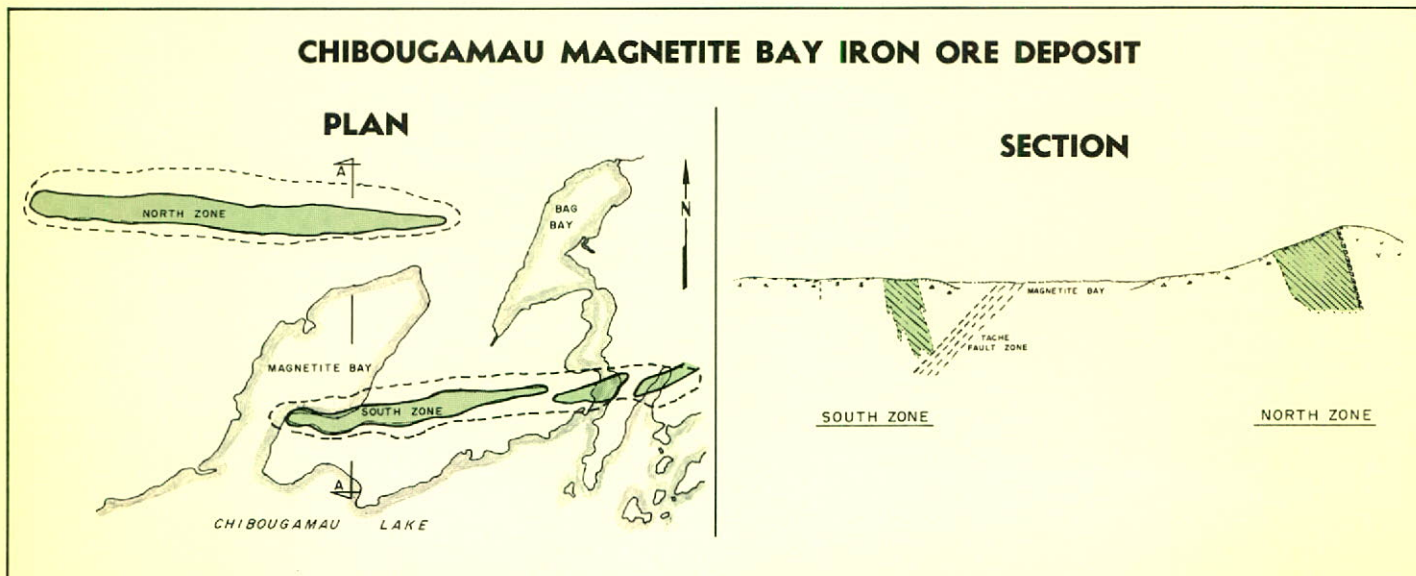 CHIBOUGAMAU MAGNETITE BAY IRON ORE DEPOSIT
PLAN
A
NORTH ZONE
BAG
BAY
N
MAGNETITE BAY
SOUTH ZONE
A
CHIBOUGAMAU LAKE
SECTION
MAGNETITE BAY
TACHE
FAULT ZONE
SOUTH ZONE
NORTH ZONE